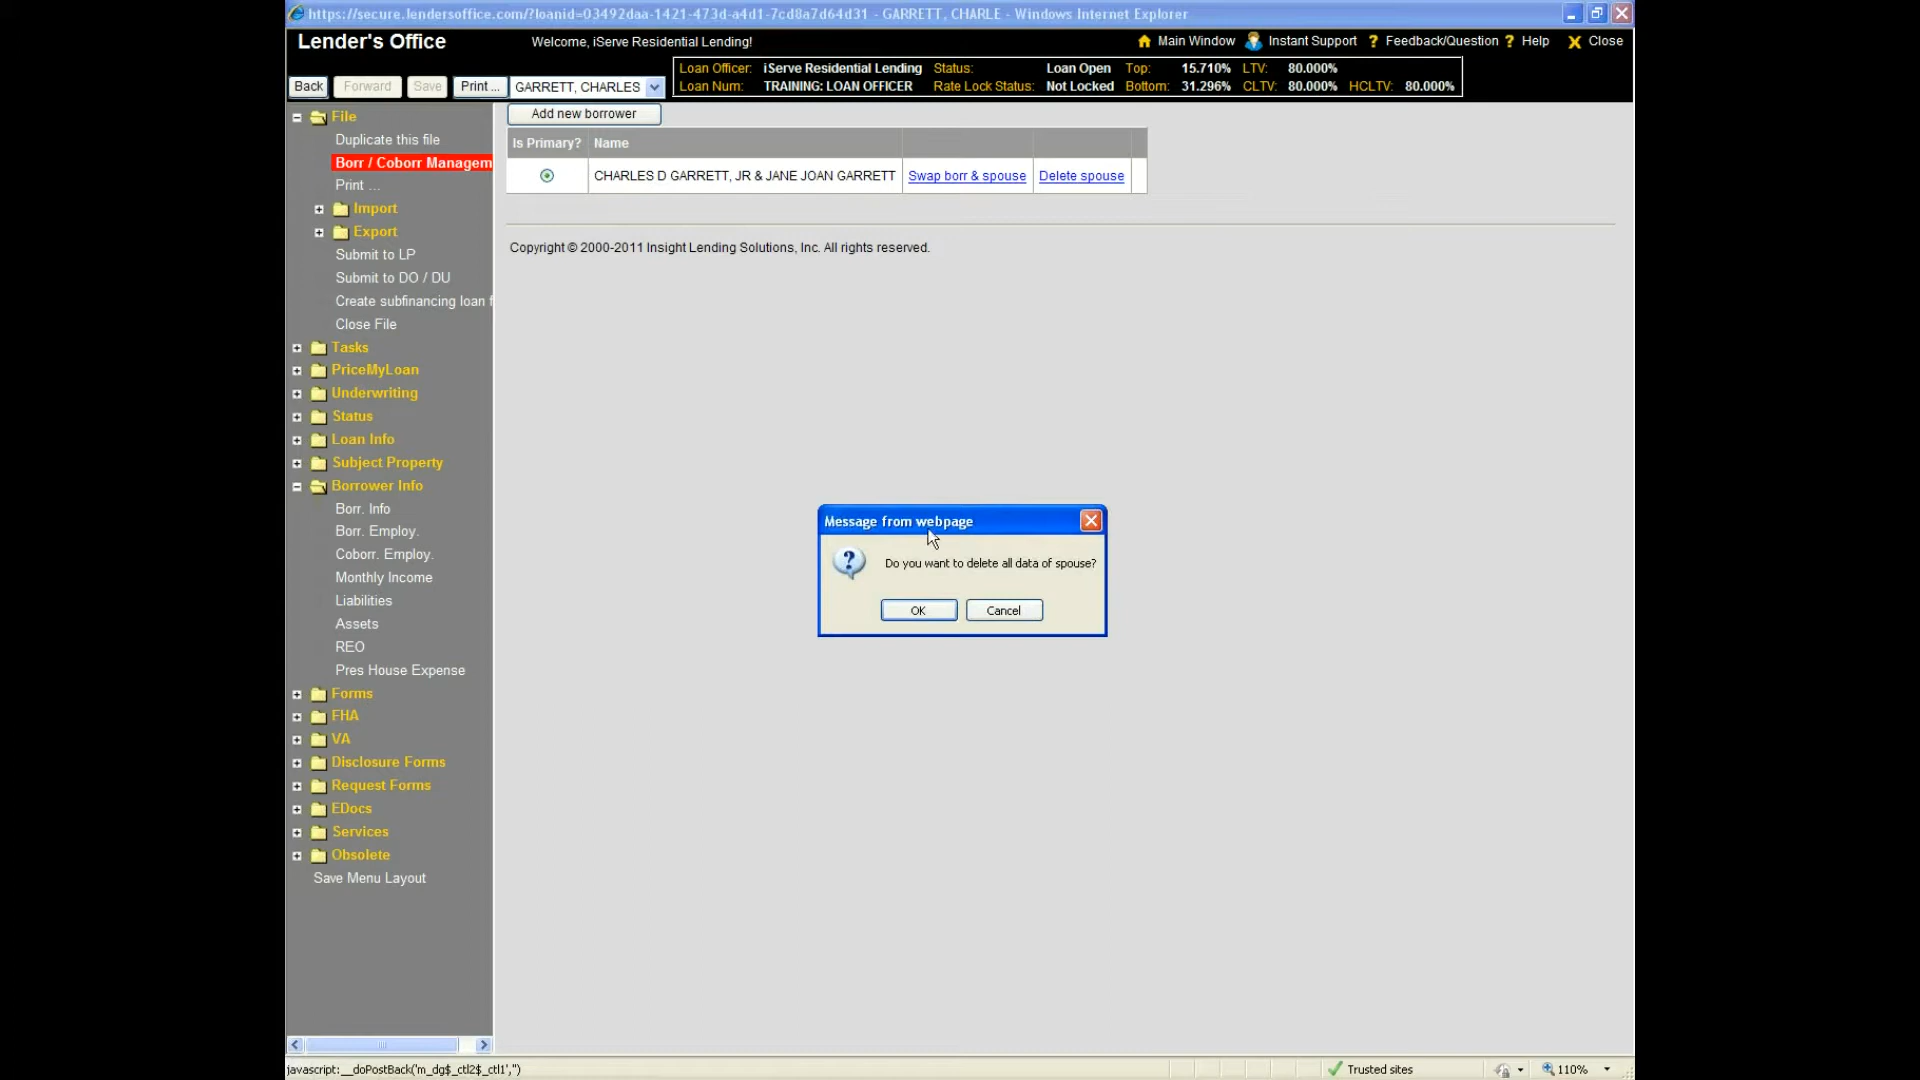 https://secure.lendersoffice.com/?loanid=03492daa-1421-473d-a4d1-7cd8a7d64d31 - GARRETT, CHARLE - Windows Internet Explorer
Lender's Office
Welcome, iServe Residential Lending!
Main Window
Instant Support
? Feedback/Question
? Help
X Close
Back
Forward
Save
Print ...
GARRETT, CHARLES
Loan Officer: iServe Residential Lending Status: Loan Open Top: 15.710% LTV: 80.000%
Loan Num: TRAINING: LOAN OFFICER Rate Lock Status: Not Locked Bottom: 31.296% CLTV: 80.000% HCLTV: 80.000%
File
Duplicate this file
Borr / Coborr Managem
Print ...
Import
Export
Submit to LP
Submit to DO / DU
Create subfinancing loan f
Close File
Tasks
PriceMyLoan
Underwriting
Status
Loan Info
Subject Property
Borrower Info
Borr. Info
Borr. Employ.
Coborr. Employ.
Monthly Income
Liabilities
Assets
REO
Pres House Expense
Forms
FHA
VA
Disclosure Forms
Request Forms
EDocs
Services
Obsolete
Save Menu Layout
Add new borrower
Is Primary? Name
CHARLES D GARRETT, JR & JANE JOAN GARRETT Swap borr & spouse Delete spouse
Copyright © 2000-2011 Insight Lending Solutions, Inc. All rights reserved.
Message from webpage
Do you want to delete all data of spouse?
OK
Cancel
javascript:__doPostBack('m_dg$_ctl2$_ctl1','')
Trusted sites
110%